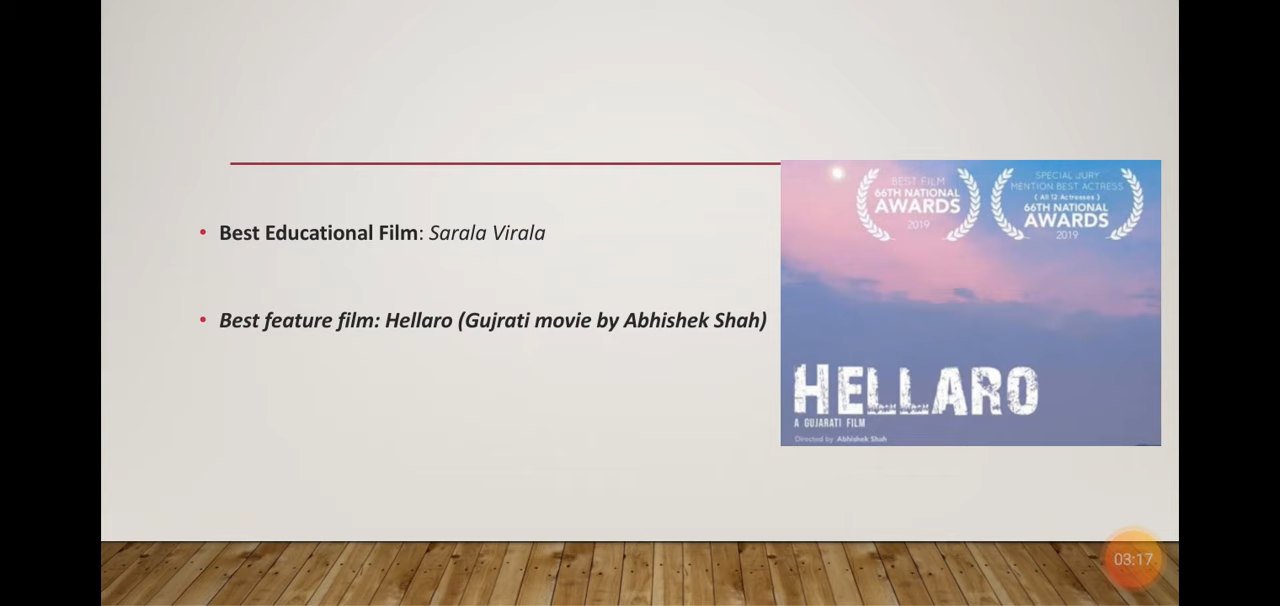 Best Educational Film: Sarala Virala
Best feature film: Hellaro (Gujrati movie by Abhishek Shah)
BEST FILM
66TH NATIONAL
AWARDS
2019
SPECIAL JURY
MENTION BEST ACTRESS
( All 12 Actresses )
66TH NATIONAL
AWARDS
2019
HELLARO
A GUJARATI FILM
Directed by Abhishek Shah
03:17